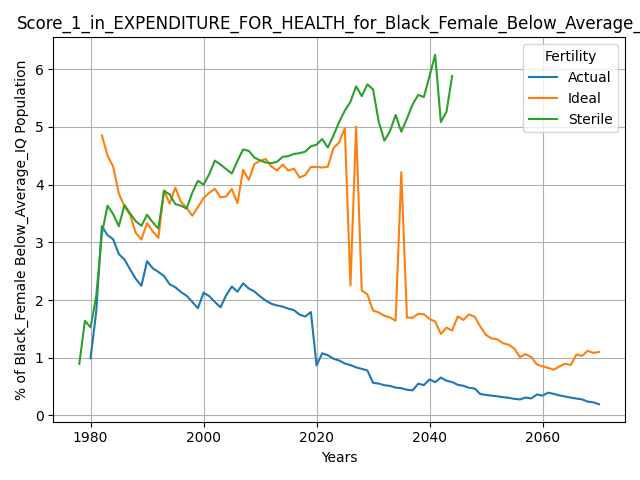 Score_1_in_EXPENDITURE_FOR_HEALTH_for_Black_Female_Below_Average_
% of Black_Female Below_Average_IQ Population
6
5
4
3
2
1
0
1980
2000
2020
2040
2060
Years
Fertility
Actual
Ideal
Sterile